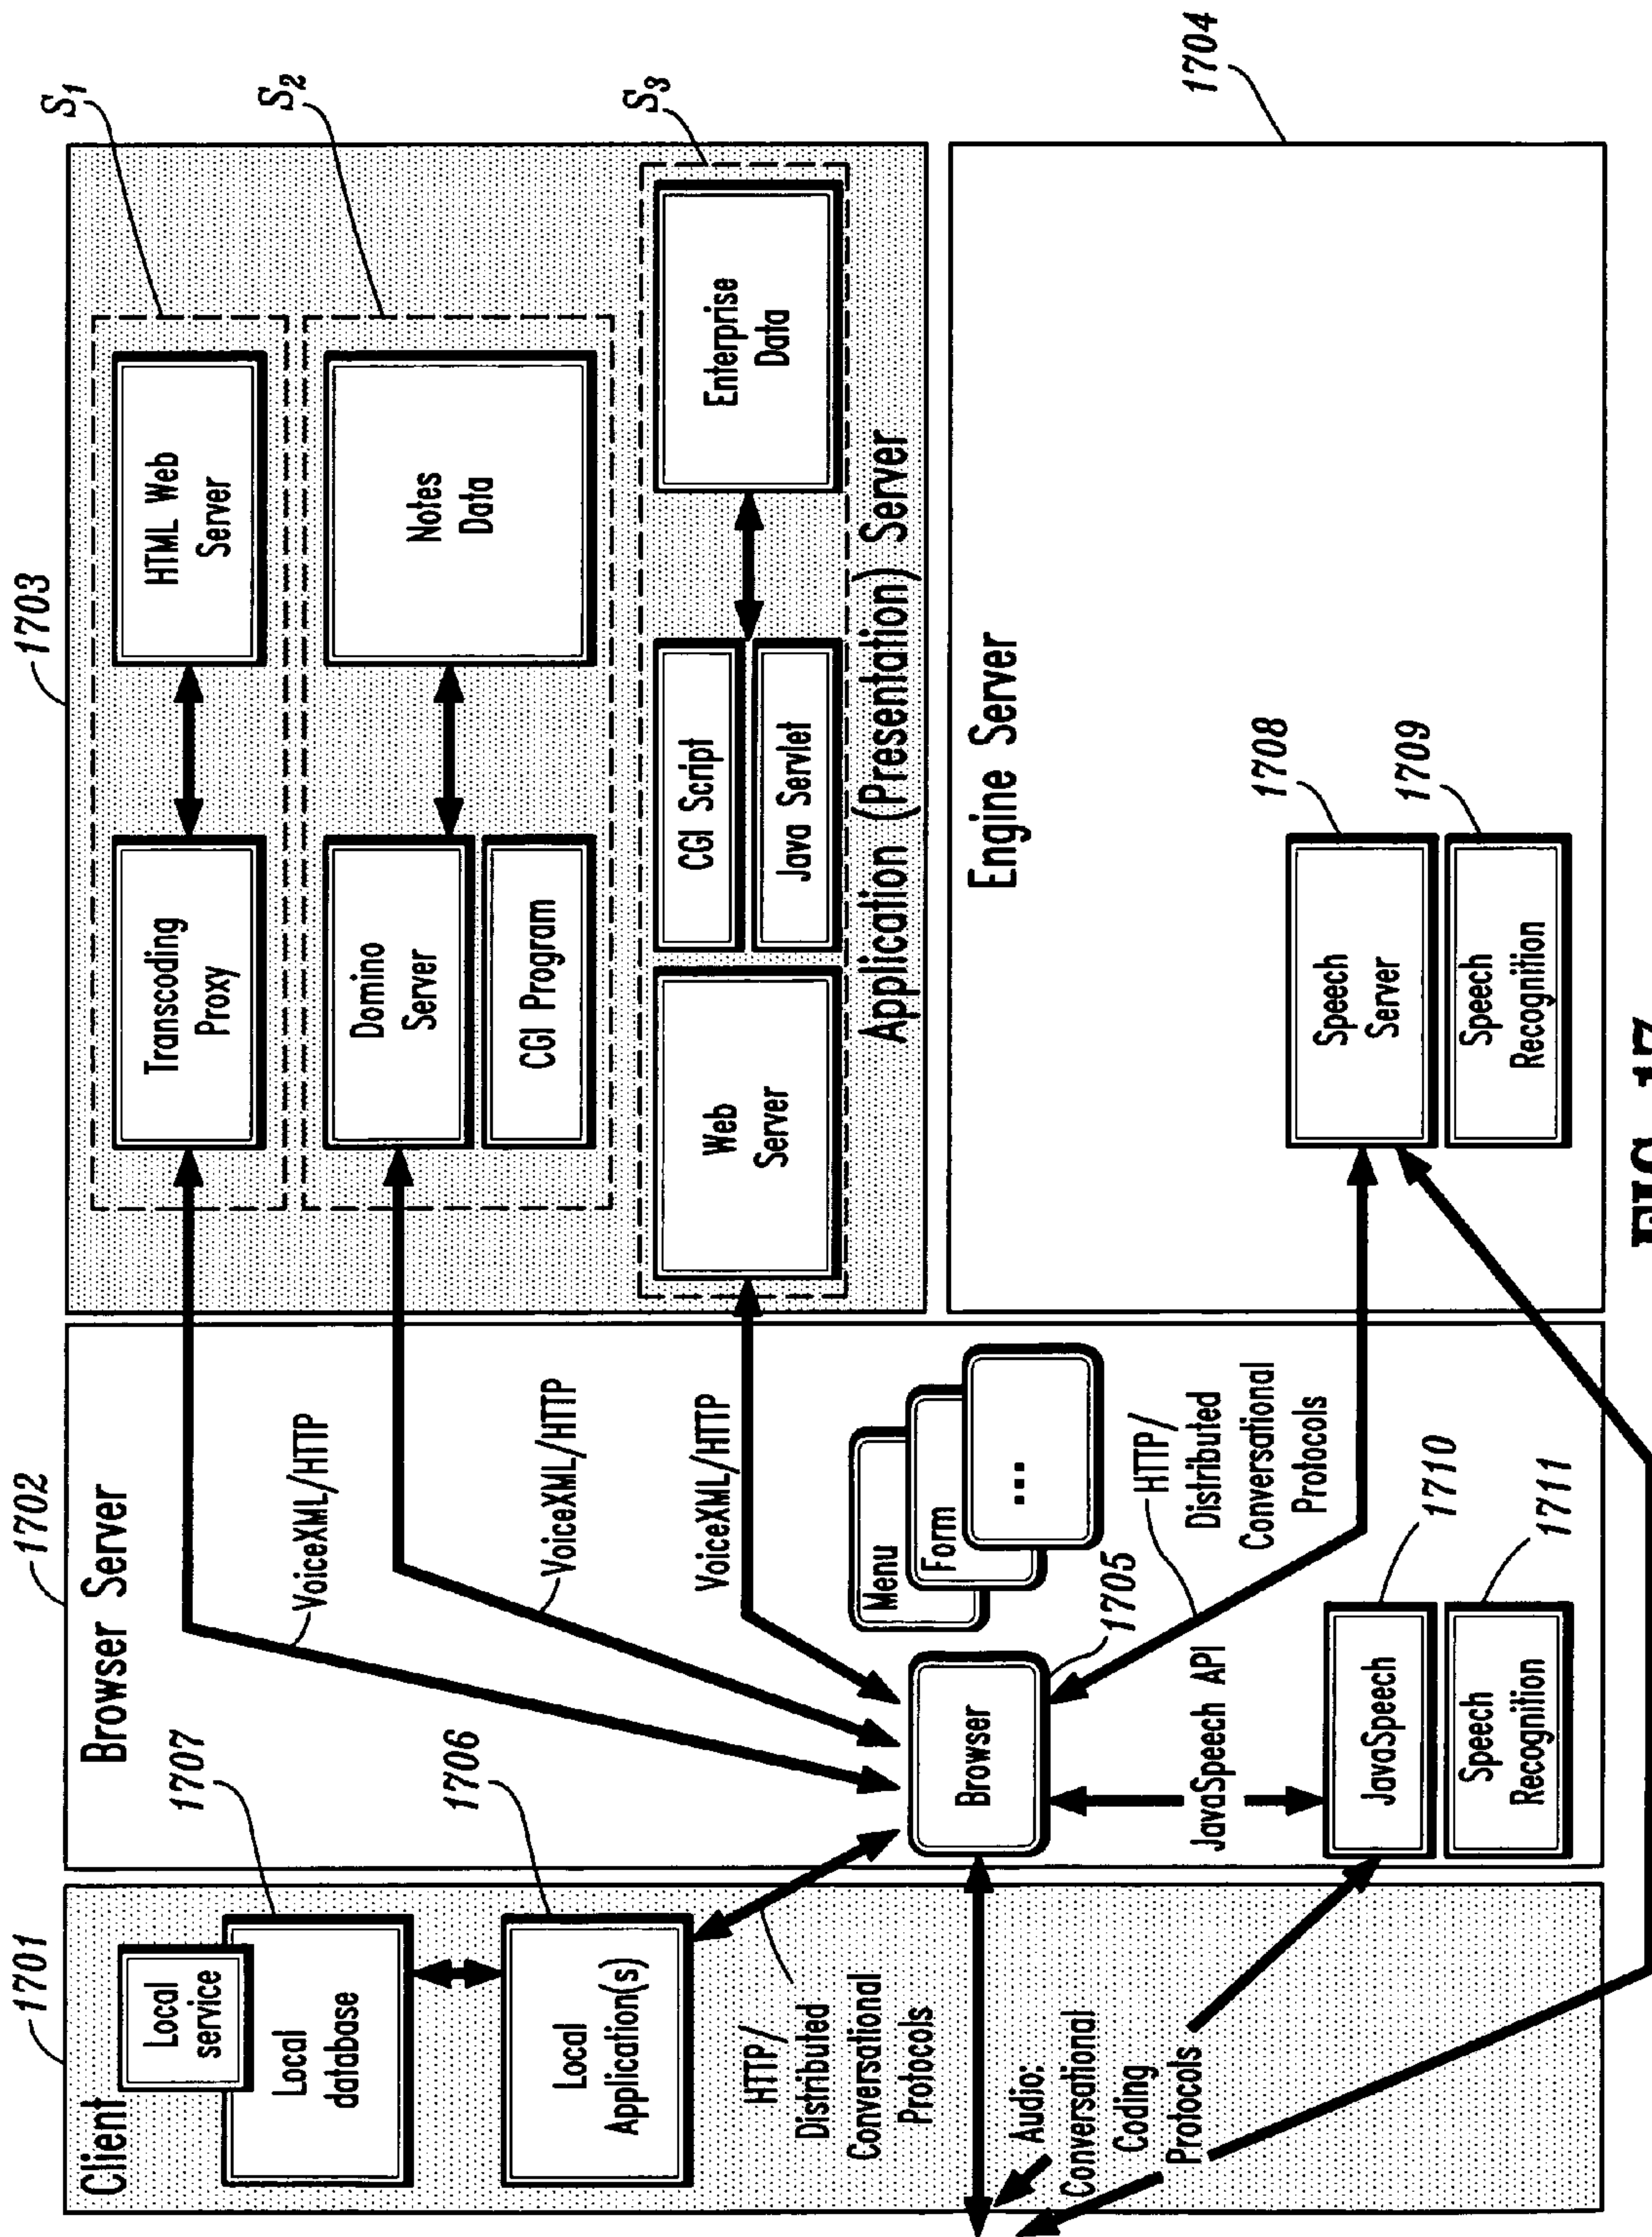 1701
Client
Local
service
Local
database
1707
Local
Application(s)
1706
HTTP/
Distributed
Conversational
Protocols
Audio:
Conversational
Coding
Protocols
1702
Browser Server
VoiceXML/HTTP
VoiceXML/HTTP
VoiceXML/HTTP
Menu
Form
...
Browser
1705
HTTP/
Distributed
Conversational
Protocols
JavaSpeech API
JavaSpeech
1710
Speech
Recognition
1711
1703
S1
Transcoding
Proxy
HTML Web
Server
S2
Domino
Server
CGI Program
Notes
Data
S3
Web
Server
CGI Script
Java Servlet
Enterprise
Data
Application (Presentation) Server
1704
Engine Server
Speech
Server
1708
Speech
Recognition
1709
FIG. 17